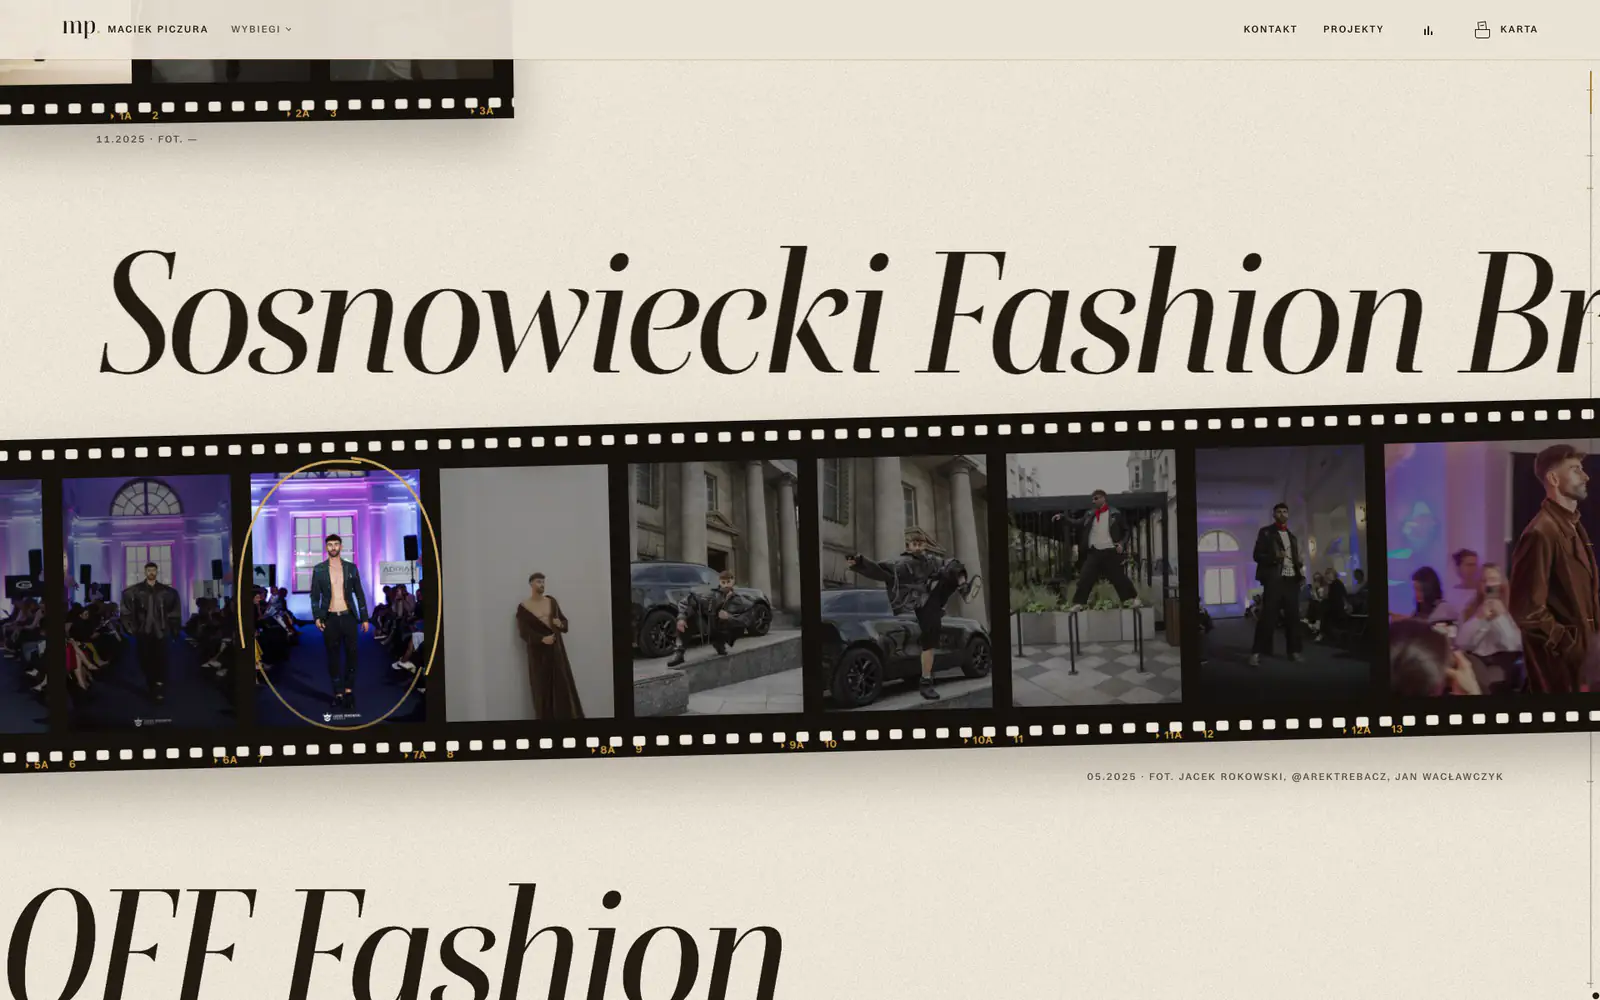 mp. MACIEK PICZURA WYBIEGI
KONTAKT PROJEKTY KARTA
1A 2 2A 3 3A
11.2025 · FOT. —
Sosnowiecki Fashion Br
5A 6 6A 7 7A 8 8A 9 9A 10 10A 11 11A 12 12A 13
05.2025 · FOT. JACEK ROKOWSKI, @AREKTREBACZ, JAN WACŁAWCZYK
OFF Fashion